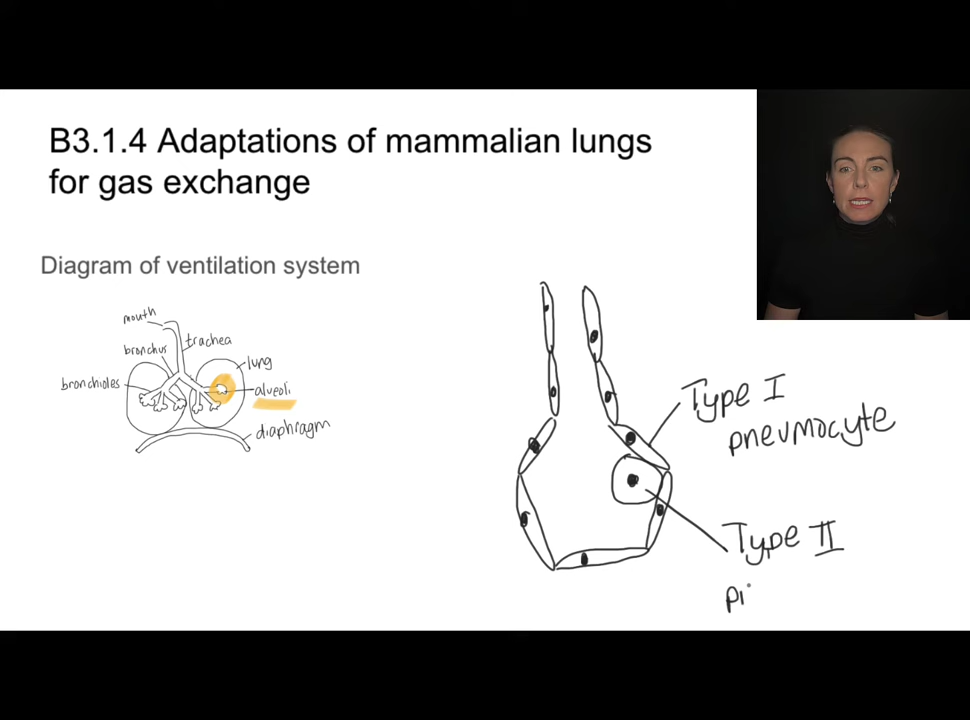 B3.1.4 Adaptations of mammalian lungs
for gas exchange
Diagram of ventilation system
mouth
trachea
bronchus
lung
bronchioles
alveoli
diaphragm
Type I
pneumocyte
Type II